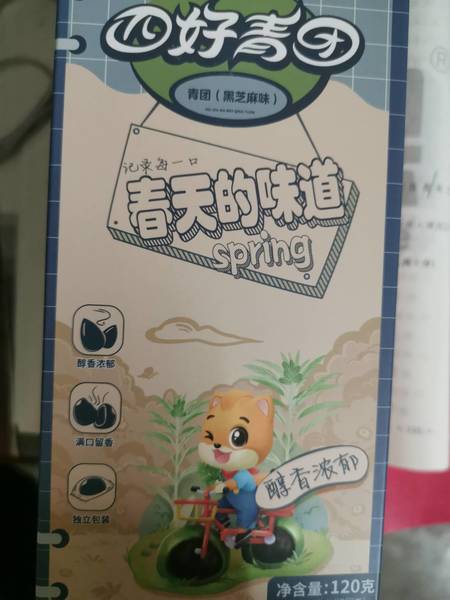 四好青团
青团（黑芝麻味）
记录每一口
春天的味道
spring
醇香浓郁
满口留香
独立包装
醇香浓郁
净含量:120克